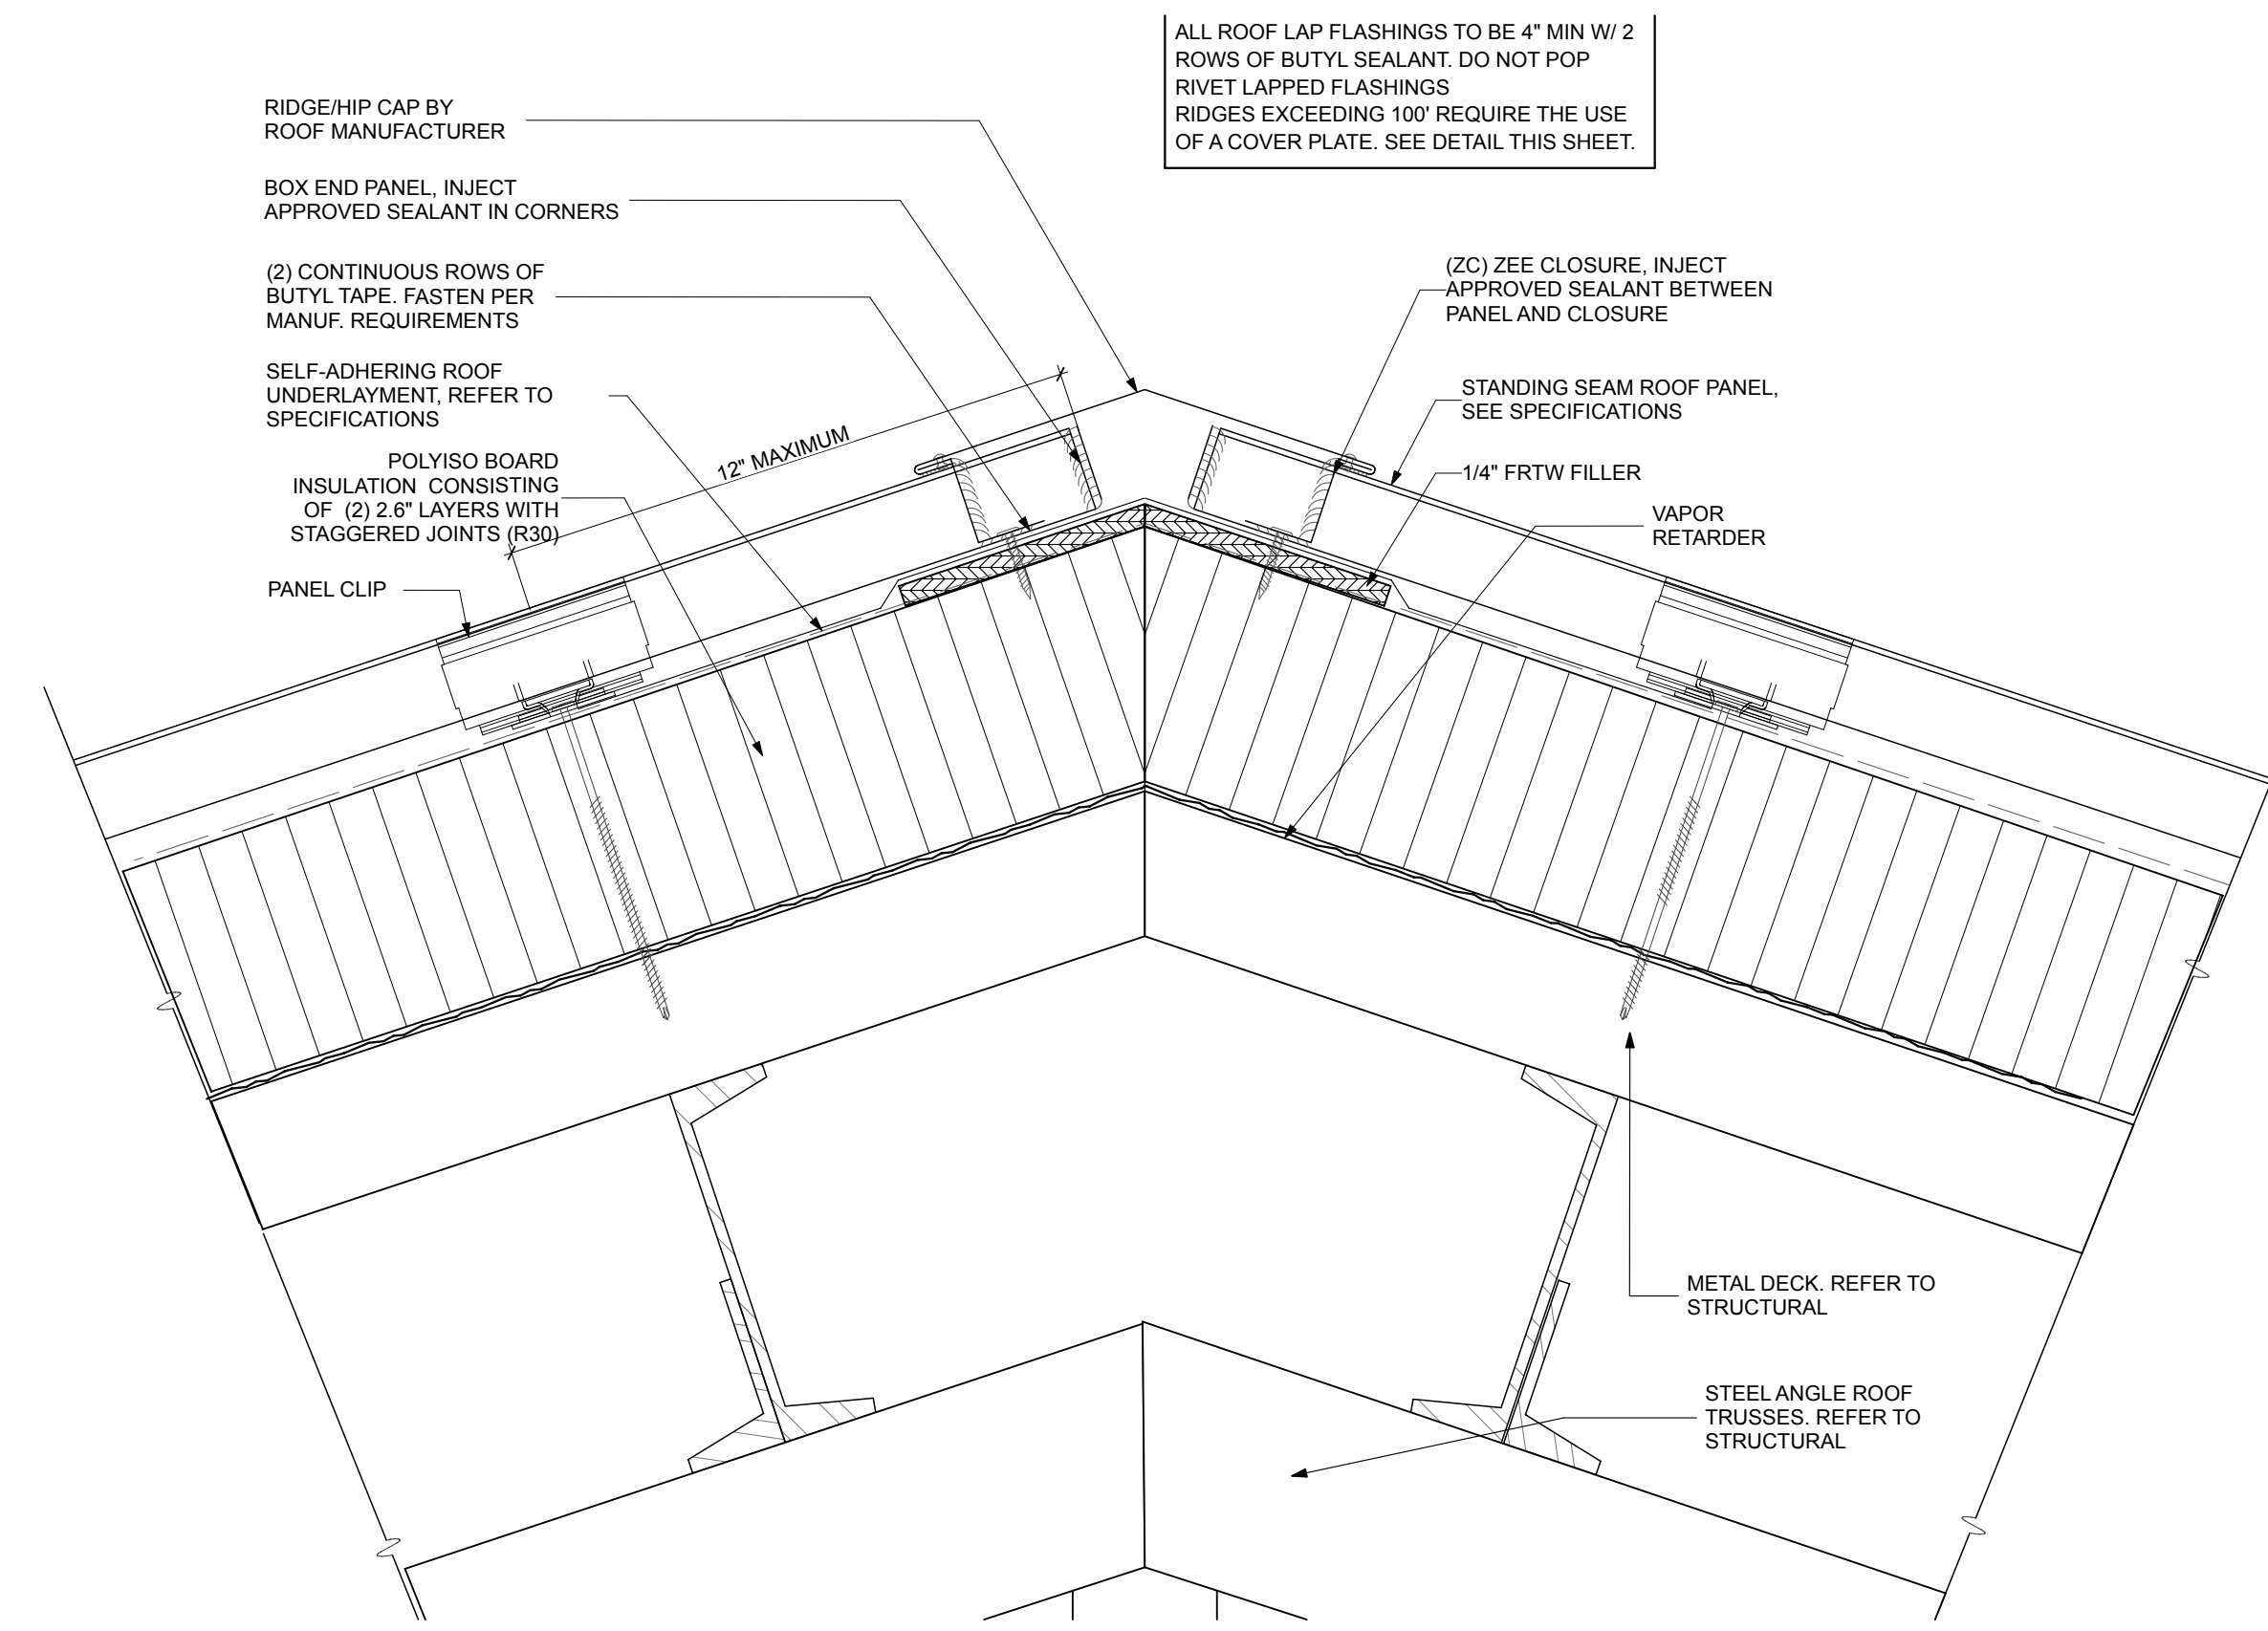 ALL ROOF LAP FLASHINGS TO BE 4" MIN W/ 2
ROWS OF BUTYL SEALANT. DO NOT POP
RIVET LAPPED FLASHINGS
RIDGES EXCEEDING 100' REQUIRE THE USE
OF A COVER PLATE. SEE DETAIL THIS SHEET.
RIDGE/HIP CAP BY
ROOF MANUFACTURER
BOX END PANEL, INJECT
APPROVED SEALANT IN CORNERS
(2) CONTINUOUS ROWS OF
BUTYL TAPE. FASTEN PER
MANUF. REQUIREMENTS
SELF-ADHERING ROOF
UNDERLAYMENT, REFER TO
SPECIFICATIONS
POLYISO BOARD
INSULATION CONSISTING
OF (2) 2.6" LAYERS WITH
STAGGERED JOINTS (R30)
PANEL CLIP
12" MAXIMUM
(ZC) ZEE CLOSURE, INJECT
APPROVED SEALANT BETWEEN
PANEL AND CLOSURE
STANDING SEAM ROOF PANEL,
SEE SPECIFICATIONS
1/4" FRTW FILLER
VAPOR
RETARDER
METAL DECK. REFER TO
STRUCTURAL
STEEL ANGLE ROOF
TRUSSES. REFER TO
STRUCTURAL